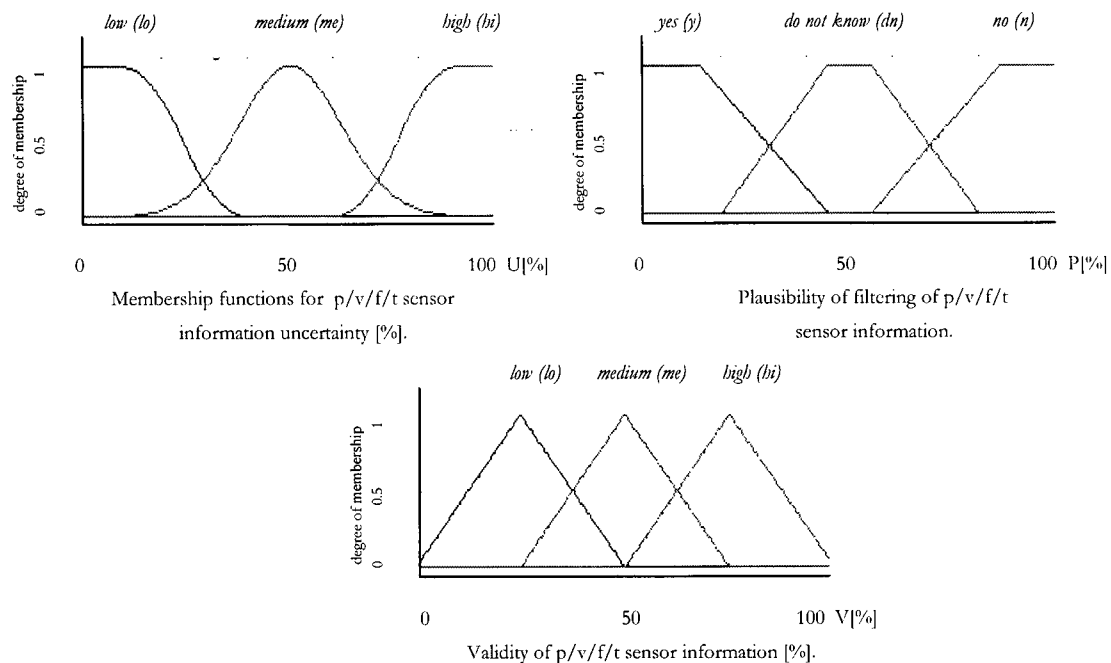 low (lo) medium (me) high (hi)
degree of membership
0 0.5 1
0 50 100 U[%]
Membership functions for p/v/f/t sensor
information uncertainty [%].
yes (y) do not know (dn) no (n)
degree of membership
0 0.5 1
0 50 100 P[%]
Plausibility of filtering of p/v/f/t
sensor information.
low (lo) medium (me) high (hi)
degree of membership
0 0.5 1
0 50 100 V[%]
Validity of p/v/f/t sensor information [%].